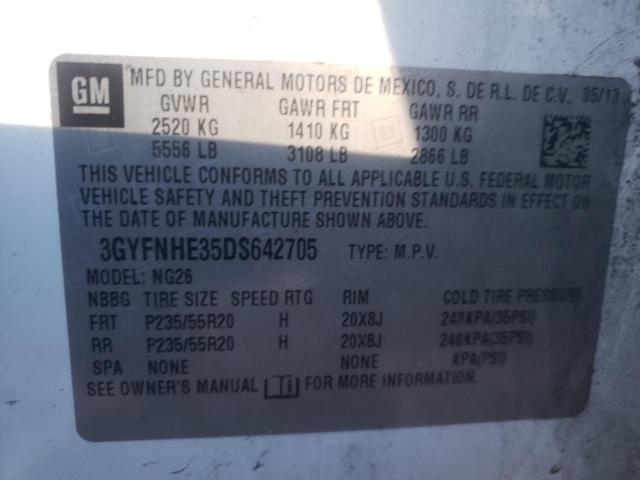 GM MFD BY GENERAL MOTORS DE MEXICO, S. DE R.L. DE C.V. 05/13
GVWR GAWR FRT GAWR RR
2520 KG 1410 KG 1300 KG
5556 LB 3108 LB 2866 LB
THIS VEHICLE CONFORMS TO ALL APPLICABLE U.S. FEDERAL MOTOR
VEHICLE SAFETY AND THEFT PREVENTION STANDARDS IN EFFECT ON
THE DATE OF MANUFACTURE SHOWN ABOVE.
3GYFNHE35DS642705 TYPE: M.P.V.
MODEL: NG26
NBBG TIRE SIZE SPEED RTG RIM COLD TIRE PRESSURE
FRT P235/55R20 H 20X8J 240KPA(35PSI)
RR P235/55R20 H 20X8J 240KPA(35PSI)
SPA NONE NONE KPA(PSI)
SEE OWNER'S MANUAL FOR MORE INFORMATION.